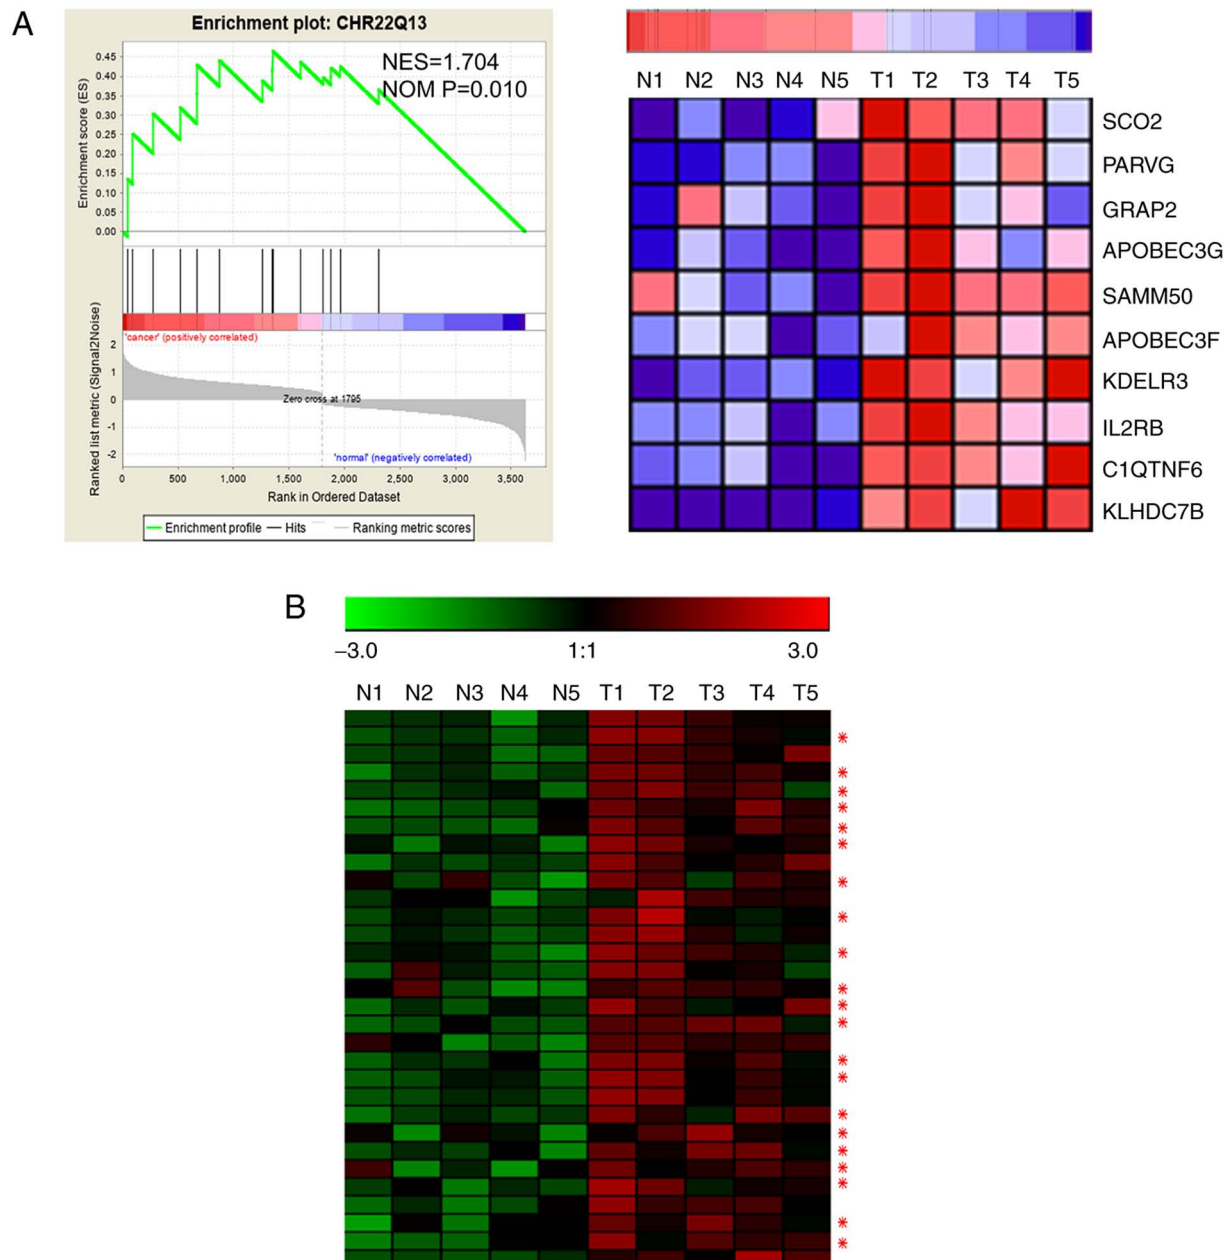 A
Enrichment plot: CHR22Q13
NES=1.704
NOM P=0.010
Enrichment score (ES)
0.45
0.40
0.35
0.30
0.25
0.20
0.15
0.10
0.05
0.00
'cancer' (positively correlated)
Ranked list metric (Signal2Noise)
2
1
0
-1
-2
Zero cross at 1795
'normal' (negatively correlated)
0 500 1,000 1,500 2,000 2,500 3,000 3,500
Rank in Ordered Dataset
Enrichment profile Hits Ranking metric scores
N1 N2 N3 N4 N5 T1 T2 T3 T4 T5
SCO2
PARVG
GRAP2
APOBEC3G
SAMM50
APOBEC3F
KDELR3
IL2RB
C1QTNF6
KLHDC7B
B
−3.0 1:1 3.0
N1 N2 N3 N4 N5 T1 T2 T3 T4 T5